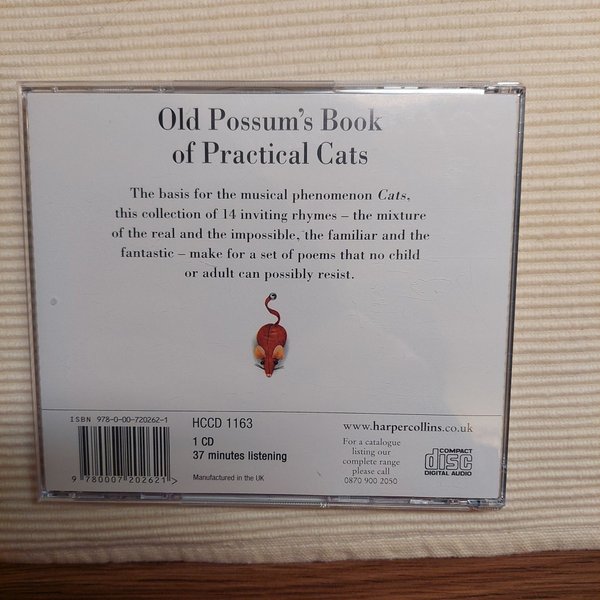 Old Possum's Book
of Practical Cats
The basis for the musical phenomenon Cats,
this collection of 14 inviting rhymes – the mixture
of the real and the impossible, the familiar and the
fantastic – make for a set of poems that no child
or adult can possibly resist.
ISBN 978-0-00-720262-1
9 780007 202621 >
HCCD 1163
1 CD
37 minutes listening
Manufactured in the UK
www.harpercollins.co.uk
For a catalogue
listing our
complete range
please call
0870 900 2050
COMPACT
disc
DIGITAL AUDIO